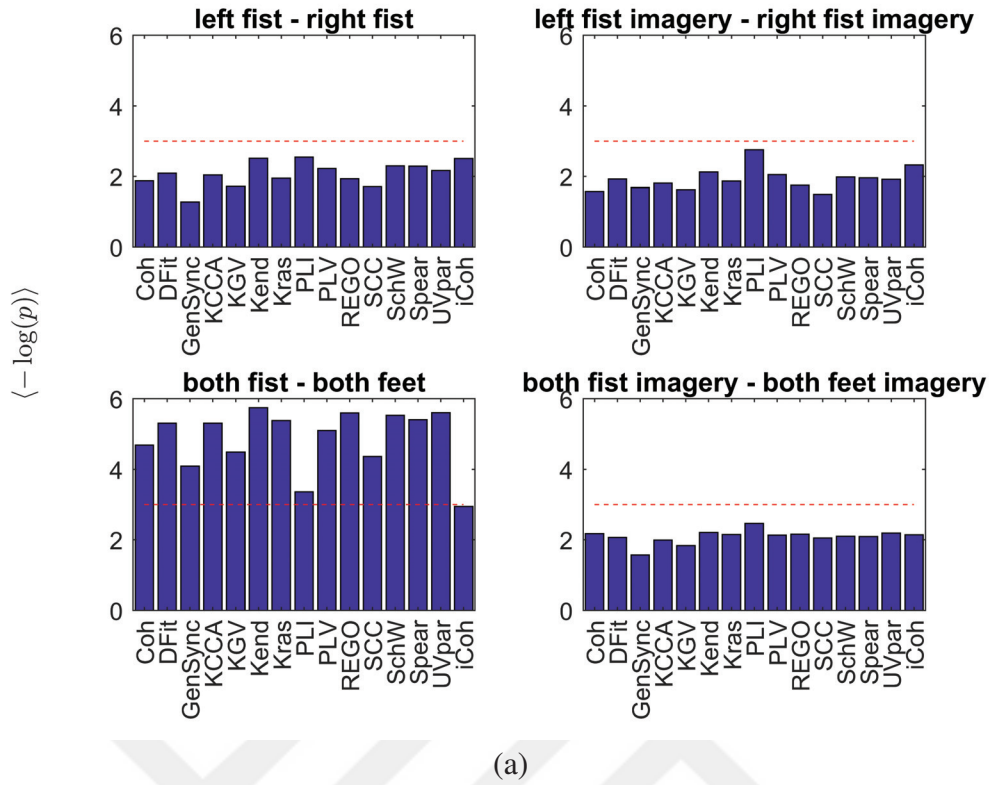 left fist - right fist
left fist imagery - right fist imagery
6
4
2
0
6
4
2
0
Coh DFit GenSync KCCA KGV Kend Kras PLI PLV REGO SCC SchW Spear UVpar iCoh
Coh DFit GenSync KCCA KGV Kend Kras PLI PLV REGO SCC SchW Spear UVpar iCoh
⟨− log(p)⟩
both fist - both feet
both fist imagery - both feet imagery
6
4
2
0
6
4
2
0
Coh DFit GenSync KCCA KGV Kend Kras PLI PLV REGO SCC SchW Spear UVpar iCoh
Coh DFit GenSync KCCA KGV Kend Kras PLI PLV REGO SCC SchW Spear UVpar iCoh
(a)